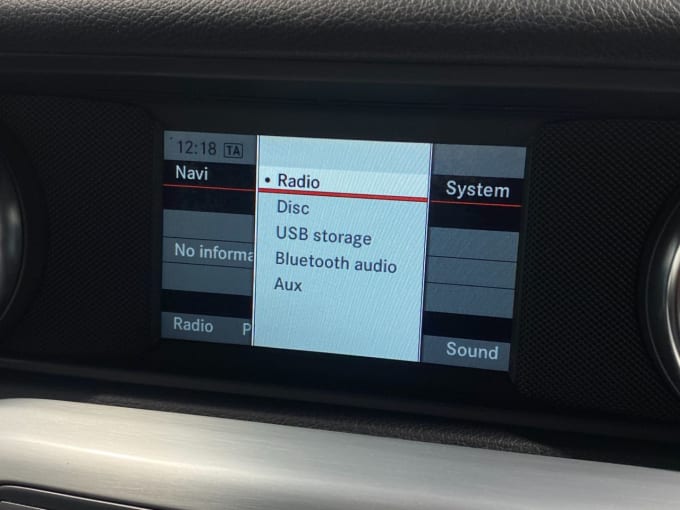 12:18 TA
Navi
• Radio
System
Disc
USB storage
No informa
Bluetooth audio
Aux
Radio P
Sound